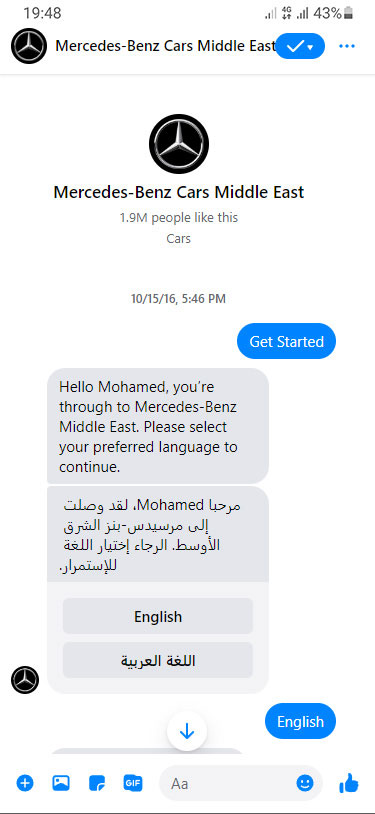 19:48
4G
43%
Mercedes-Benz Cars Middle East
Mercedes-Benz Cars Middle East
1.9M people like this
Cars
10/15/16, 5:46 PM
Get Started
Hello Mohamed, you’re
through to Mercedes-Benz
Middle East. Please select
your preferred language to
continue.
مرحبا Mohamed، لقد وصلت
إلى مرسيدس-بنز الشرق
الأوسط. الرجاء إختيار اللغة
للإستمرار.
English
اللغة العربية
English
GIF
Aa